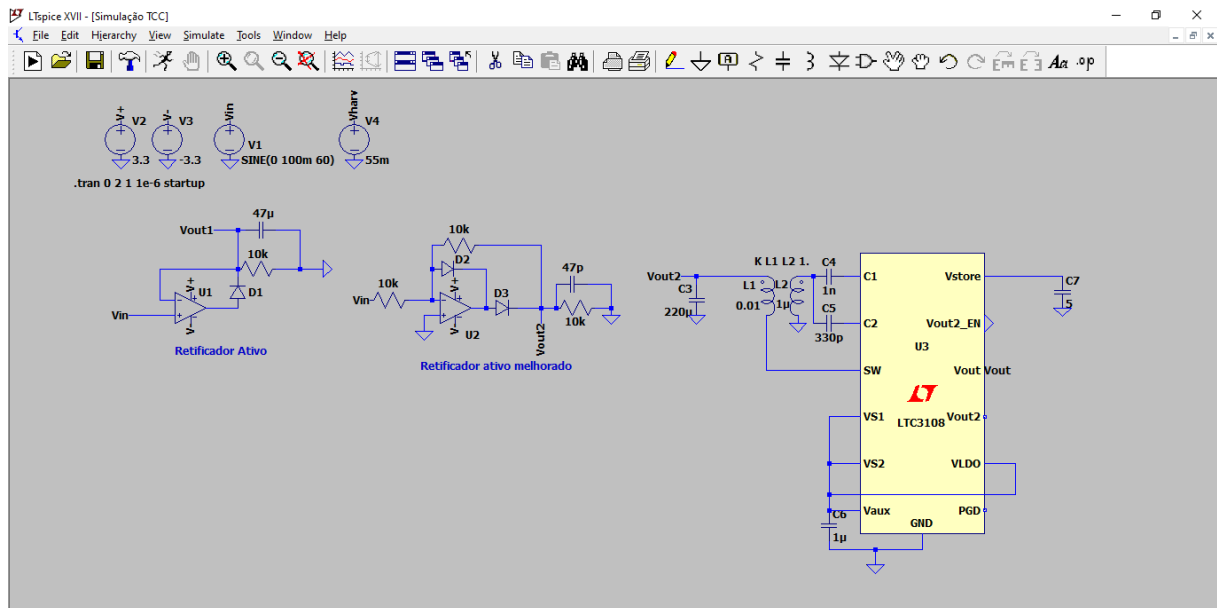 LTspice XVII - [Simulação TCC]
File Edit Hierarchy View Simulate Tools Window Help
V+ V2 3.3
V- V3 -3.3
Vin V1 SINE(0 100m 60)
Vharv V4 55m
.tran 0 2 1 1e-6 startup
47µ
Vout1
10k
V+ U1 D1
Vin
V-
Retificador Ativo
10k
D2
10k V+ D3 47p
Vin
V- U2 Vout2 10k
Retificador ativo melhorado
K L1 L2 1. C4
Vout2 L1 L2 1n
C3 0.01 1µ C5
220µ 330p
C1 Vstore C7
5
C2 Vout2_EN
U3
SW Vout Vout
VS1 LTC3108 Vout2
VS2 VLDO
Vaux PGD
C6 GND
1µ